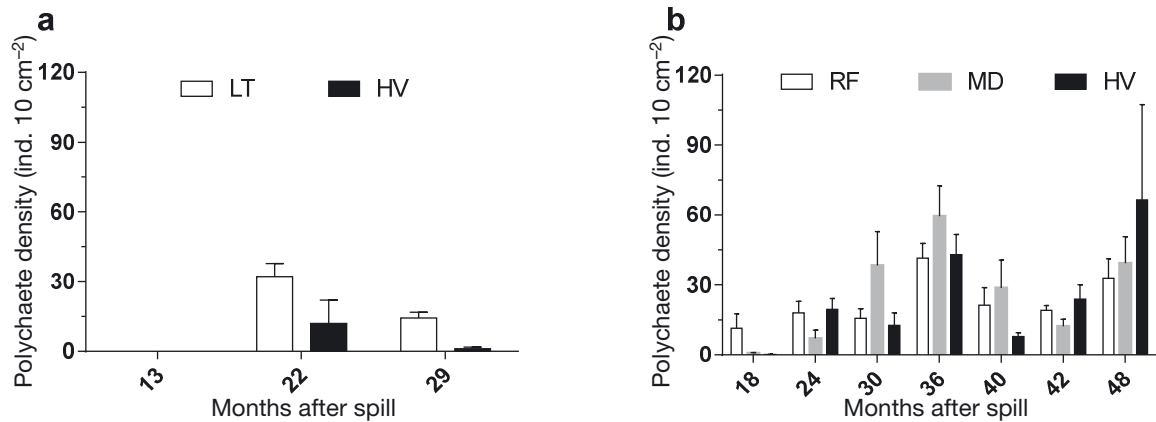 a
Polychaete density (ind. 10 cm⁻²)
120
90
60
30
0
LT HV
13 22 29
Months after spill
b
Polychaete density (ind. 10 cm⁻²)
120
90
60
30
0
RF MD HV
18 24 30 36 40 42 48
Months after spill